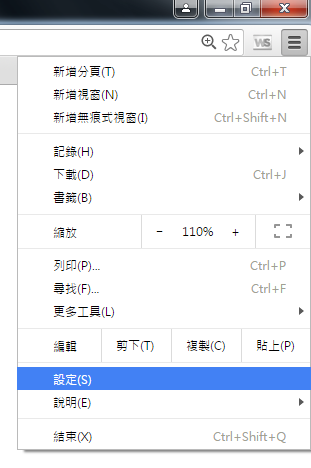 WS
新增分頁(T) Ctrl+T
新增視窗(N) Ctrl+N
新增無痕式視窗(I) Ctrl+Shift+N
記錄(H)
下載(D) Ctrl+J
書籤(B)
縮放 - 110% +
列印(P)... Ctrl+P
尋找(F)... Ctrl+F
更多工具(L)
編輯 剪下(T) 複製(C) 貼上(P)
設定(S)
說明(E)
結束(X) Ctrl+Shift+Q